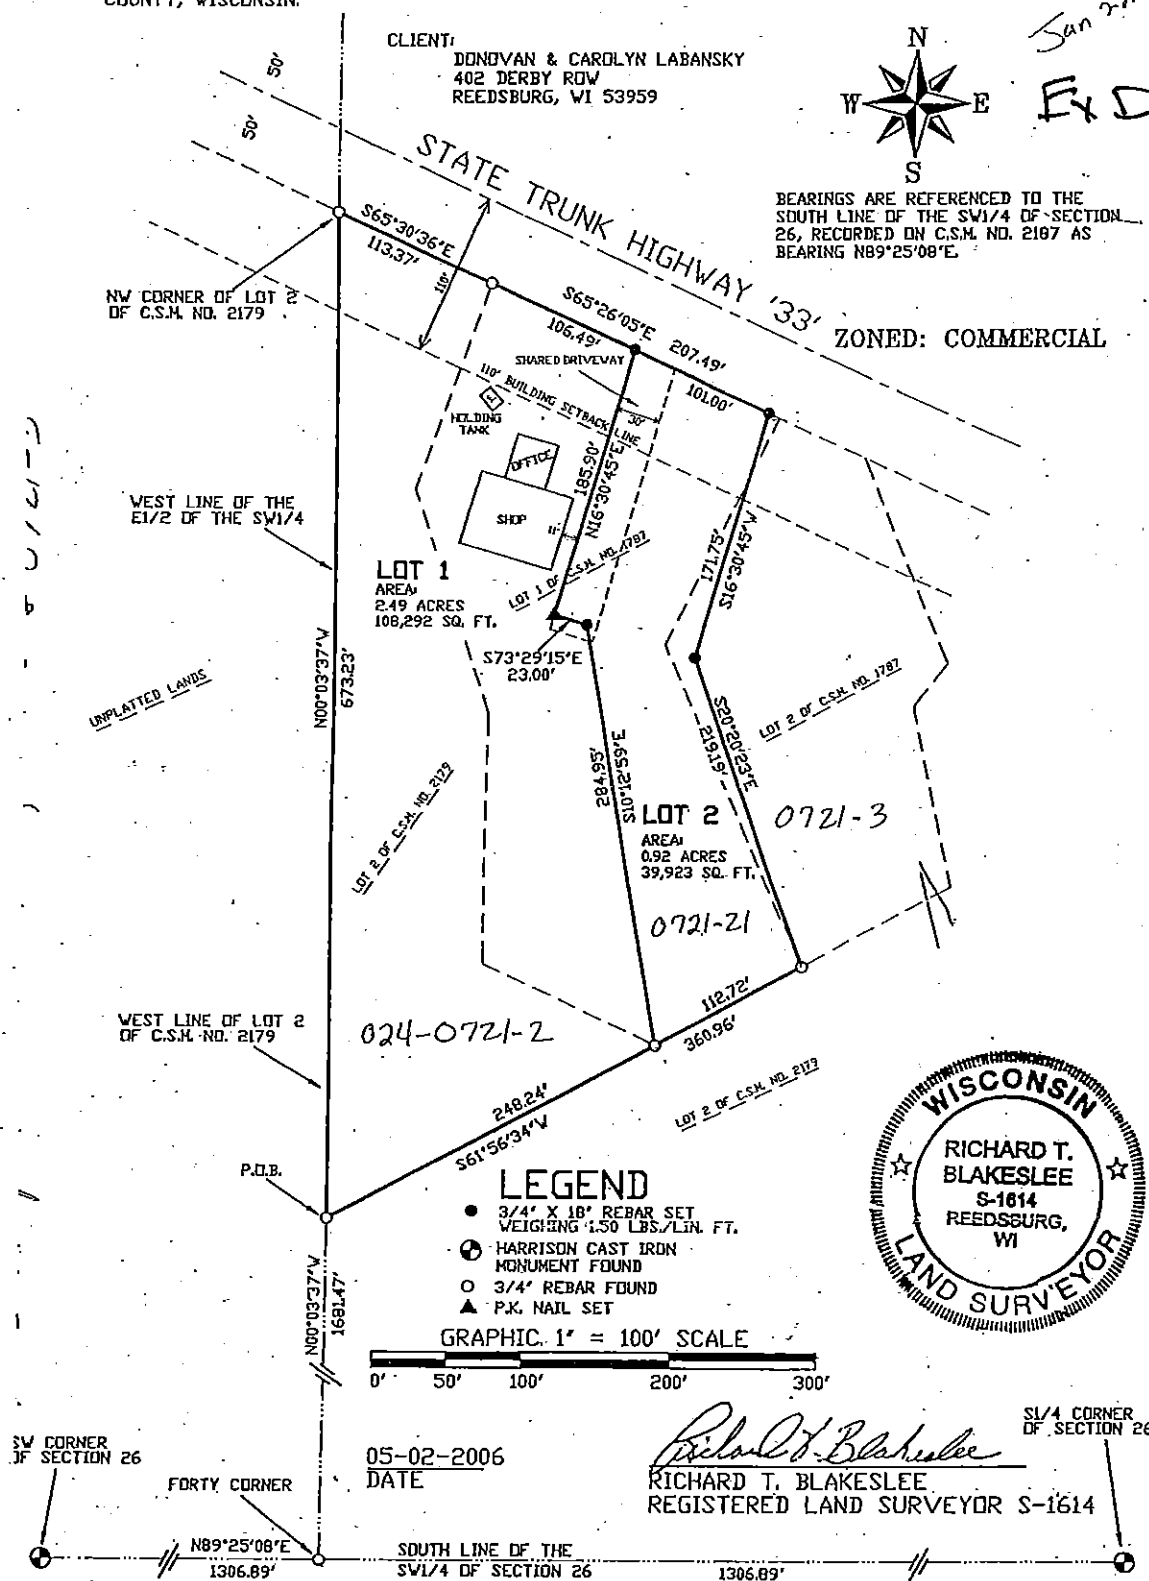 COUNTY, WISCONSIN.
CLIENT:
DONOVAN & CAROLYN LABANSKY
402 DERBY ROW
REEDSBURG, WI 53959
N
W E
S
Jan
Ex D
BEARINGS ARE REFERENCED TO THE
SOUTH LINE OF THE SW1/4 OF SECTION
26, RECORDED ON C.S.M. NO. 2187 AS
BEARING N89°25'08"E.
ZONED: COMMERCIAL
50'
50'
STATE TRUNK HIGHWAY '33'
S65°30'36"E
113.37'
110'
NW CORNER OF LOT 2
OF C.S.M. NO. 2179
S65°26'05"E 207.49'
106.49'
101.00'
SHARED DRIVEWAY
30'
110' BUILDING SETBACK LINE
HOLDING
TANK
OFFICE
SHOP
11'
185.90'
N16°30'45"E
171.75'
S16°30'45"W
WEST LINE OF THE
E1/2 OF THE SW1/4
LOT 1
AREA:
2.49 ACRES
108,292 SQ. FT.
LOT 1 OF C.S.M. NO. 1787
S73°29'15"E
23.00'
N00°03'37"W
673.23'
UNPLATTED LANDS
LOT 2 OF C.S.M. NO. 1787
S20°20'23"E
219.19'
284.95'
S10°12'59"E
LOT 2 OF C.S.M. NO. 2179
LOT 2
AREA:
0.92 ACRES
39,923 SQ. FT.
0721-3
0721-21
WEST LINE OF LOT 2
OF C.S.M. NO. 2179
024-0721-2
112.72'
360.96'
248.24'
S61°56'34"W
LOT 2 OF C.S.M. NO. 2179
P.O.B.
N00°03'37"W
1681.47'
LEGEND
3/4" X 18" REBAR SET
WEIGHING 1.50 LBS./LIN. FT.
HARRISON CAST IRON
MONUMENT FOUND
3/4" REBAR FOUND
P.K. NAIL SET
WISCONSIN
RICHARD T.
BLAKESLEE
S-1614
REEDSBURG,
WI
LAND SURVEYOR
GRAPHIC 1" = 100' SCALE
0' 50' 100' 200' 300'
SW CORNER
OF SECTION 26
FORTY CORNER
05-02-2006
DATE
Richard T. Blakeslee
RICHARD T. BLAKESLEE
REGISTERED LAND SURVEYOR S-1614
S1/4 CORNER
OF SECTION 26
N89°25'08"E
1306.89'
SOUTH LINE OF THE
SW1/4 OF SECTION 26
1306.89'